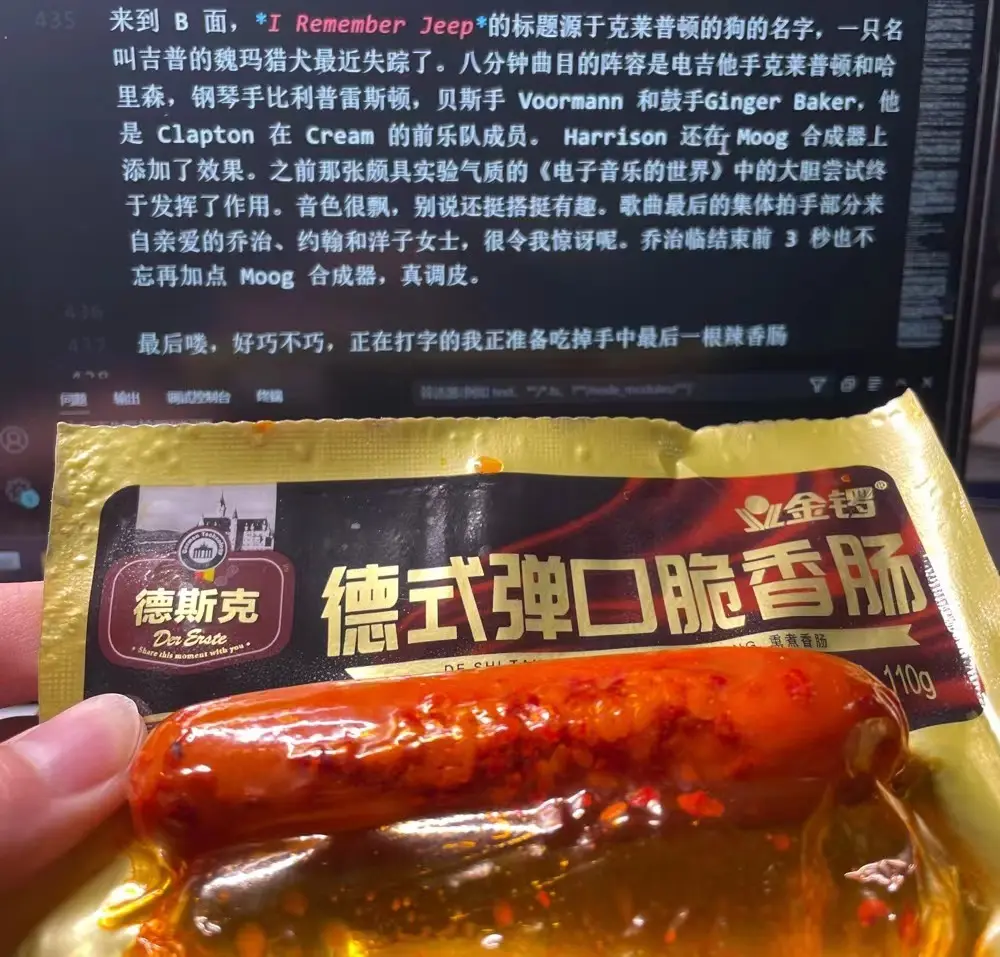 435
来到 B 面，*I Remember Jeep*的标题源于克莱普顿的狗的名字，一只名
叫吉普的魏玛猎犬最近失踪了。八分钟曲目的阵容是电吉他手克莱普顿和哈
里森，钢琴手比利普雷斯顿，贝斯手 Voormann 和鼓手Ginger Baker，他
是 Clapton 在 Cream 的前乐队成员。 Harrison 还在 Moog 合成器上
添加了效果。之前那张颇具实验气质的《电子音乐的世界》中的大胆尝试终
于发挥了作用。音色很飘，别说还挺搭挺有趣。歌曲最后的集体拍手部分来
自亲爱的乔治、约翰和洋子女士，很令我惊讶呢。乔治临结束前 3 秒也不
忘再加点 Moog 合成器，真调皮。
436
437
最后喽，好巧不巧，正在打字的我正准备吃掉手中最后一根辣香肠
问题 输出 调试控制台 终端
金锣®
德斯克
Der Erste
Share this moment with you
德式弹口脆香肠
熏煮香肠
110g